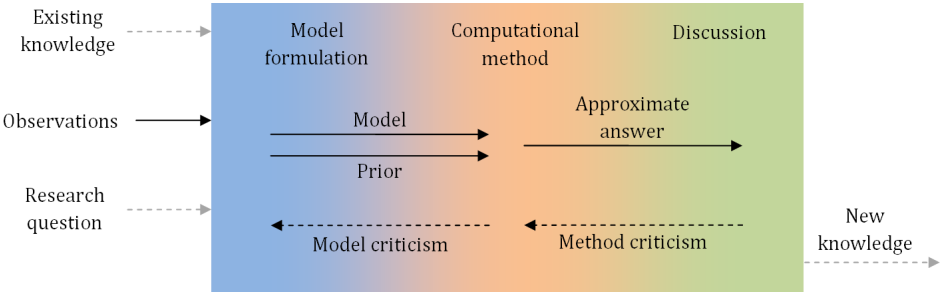 Existing
knowledge
Observations
Research
question
Model
formulation
Computational
method
Discussion
Model
Prior
Approximate
answer
Model criticism
Method criticism
New
knowledge